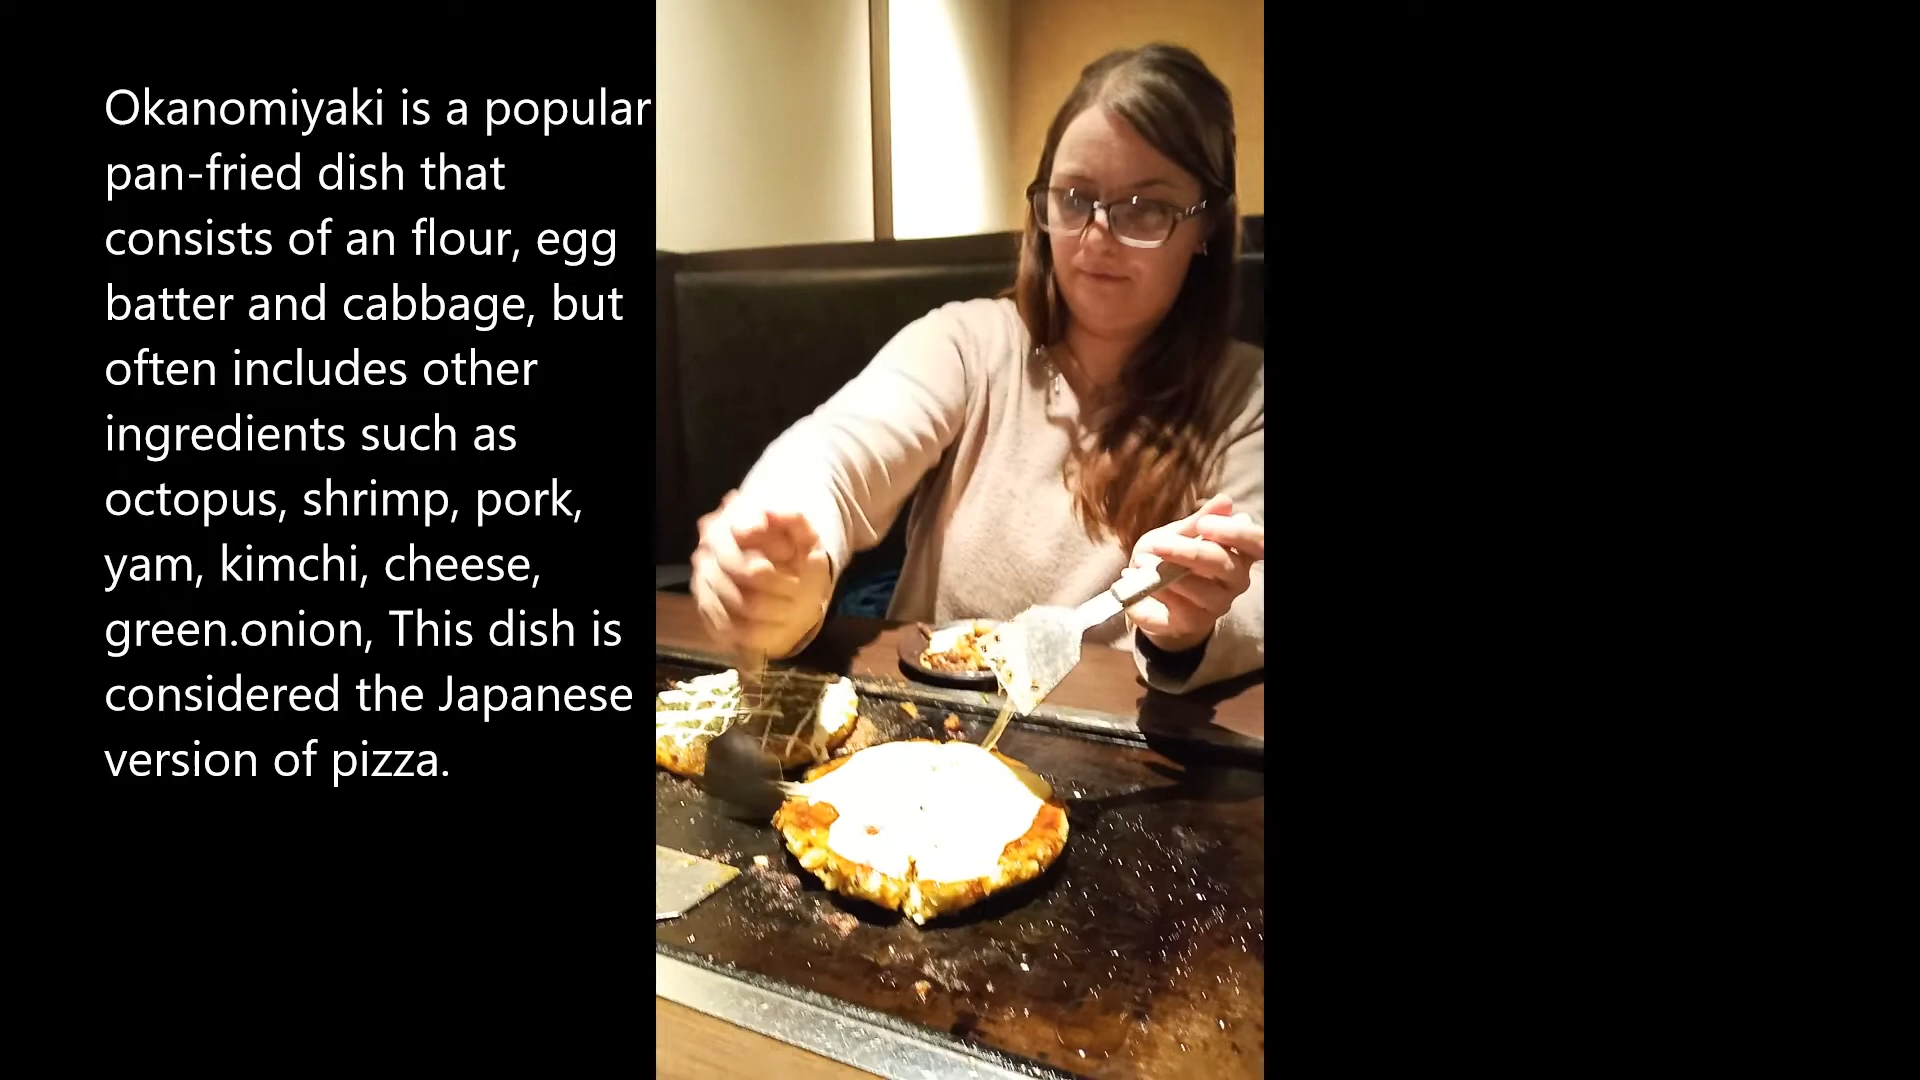 Okanomiyaki is a popular
pan-fried dish that
consists of an flour, egg
batter and cabbage, but
often includes other
ingredients such as
octopus, shrimp, pork,
yam, kimchi, cheese,
green.onion, This dish is
considered the Japanese
version of pizza.